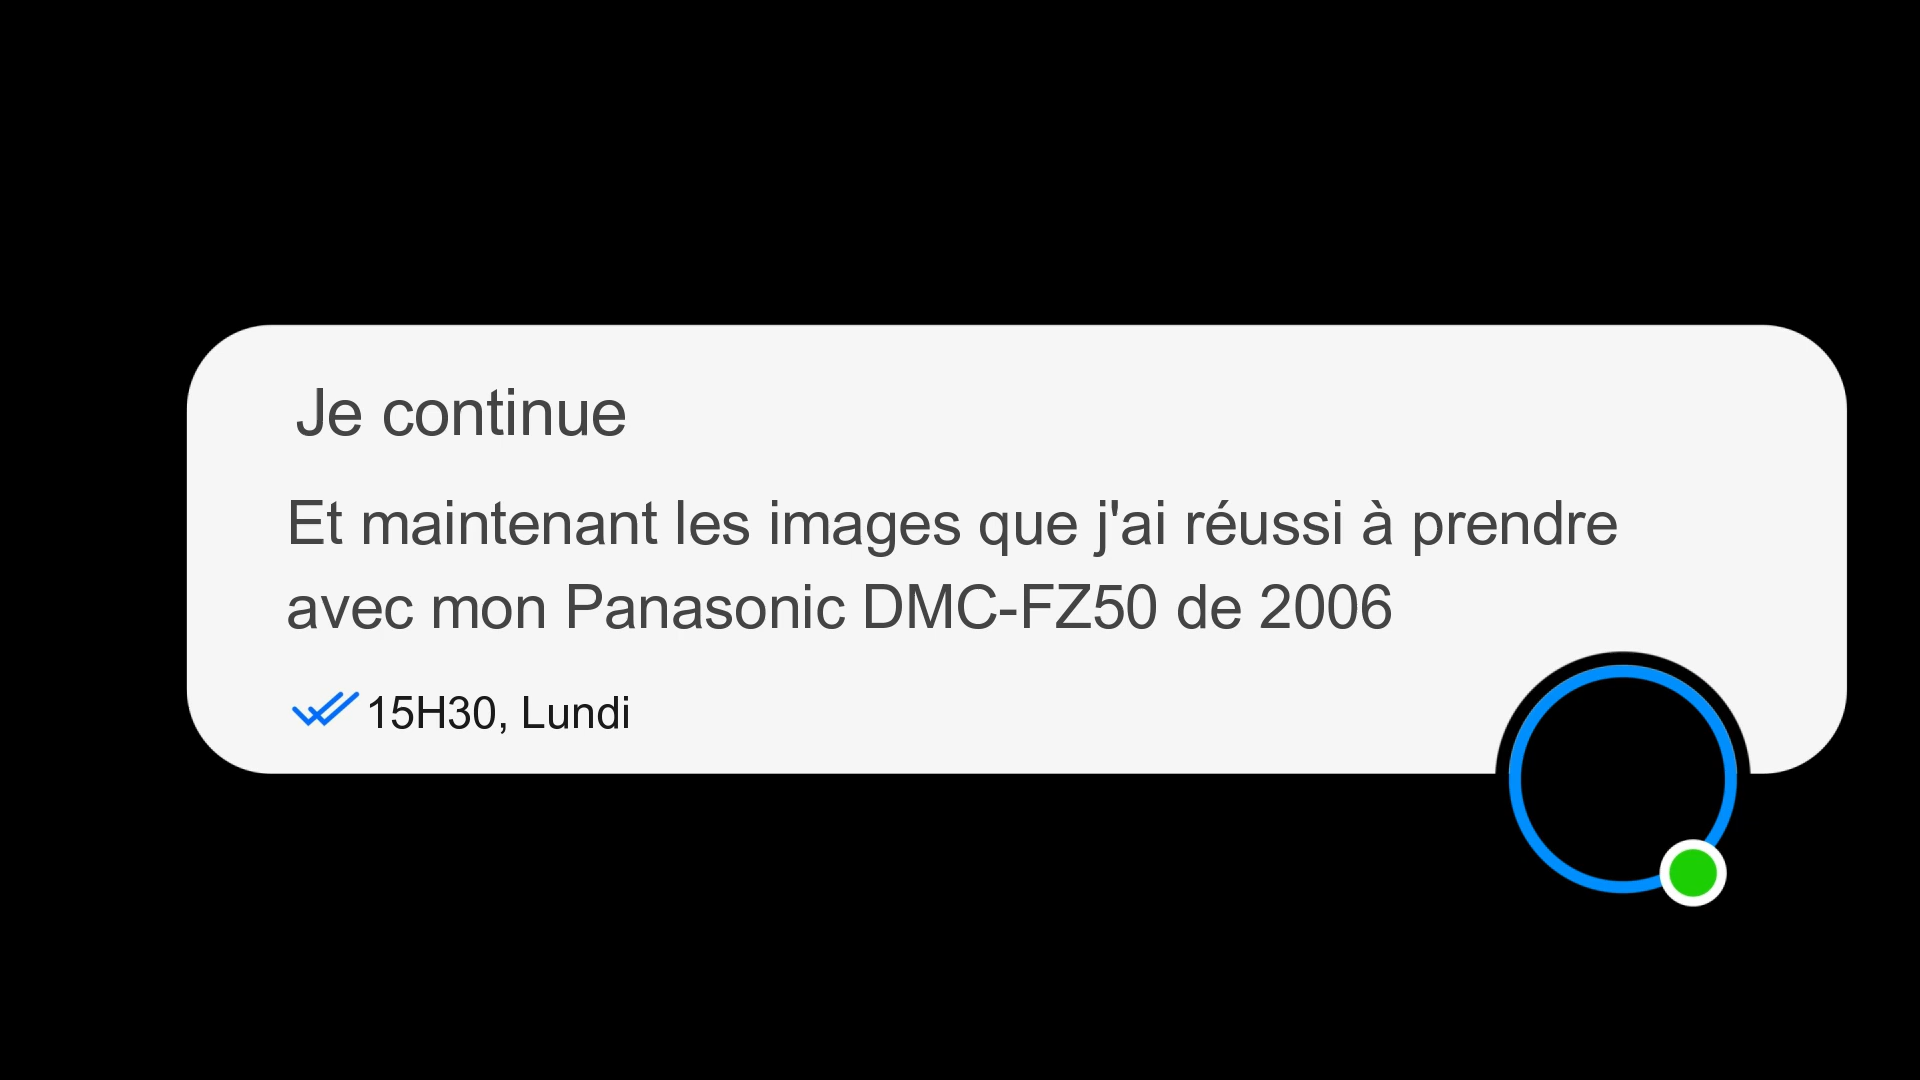 Je continue
Et maintenant les images que j'ai réussi à prendre
avec mon Panasonic DMC-FZ50 de 2006
15H30, Lundi